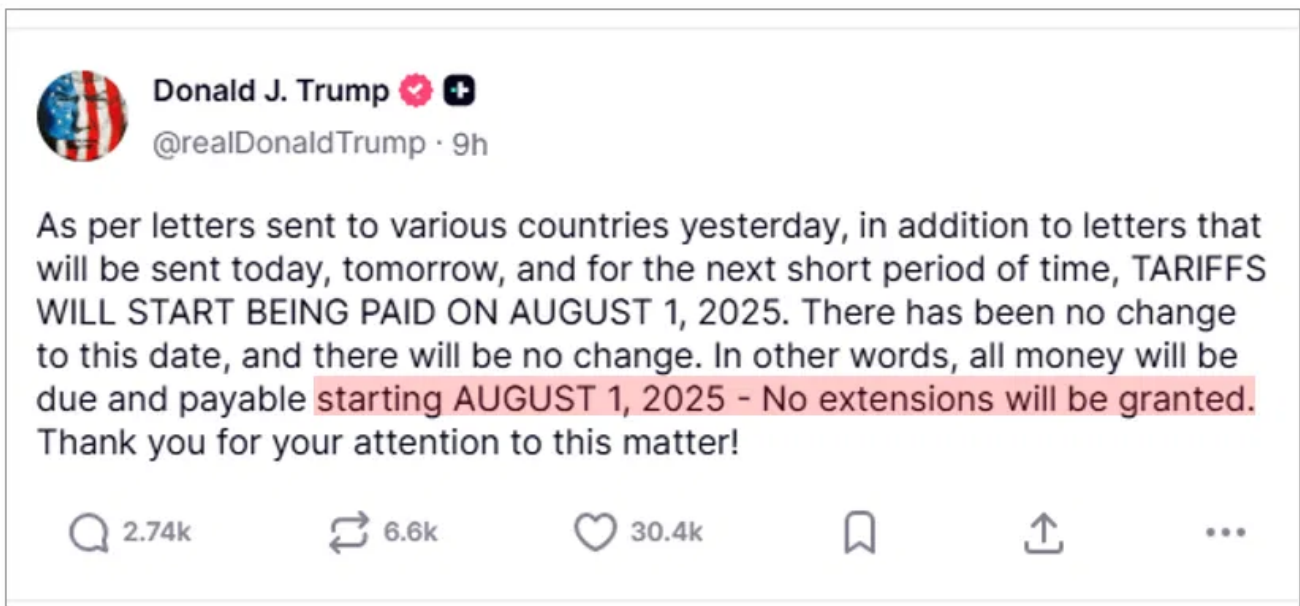 Donald J. Trump
@realDonaldTrump · 9h
As per letters sent to various countries yesterday, in addition to letters that
will be sent today, tomorrow, and for the next short period of time, TARIFFS
WILL START BEING PAID ON AUGUST 1, 2025. There has been no change
to this date, and there will be no change. In other words, all money will be
due and payable starting AUGUST 1, 2025 - No extensions will be granted.
Thank you for your attention to this matter!
2.74k 6.6k 30.4k